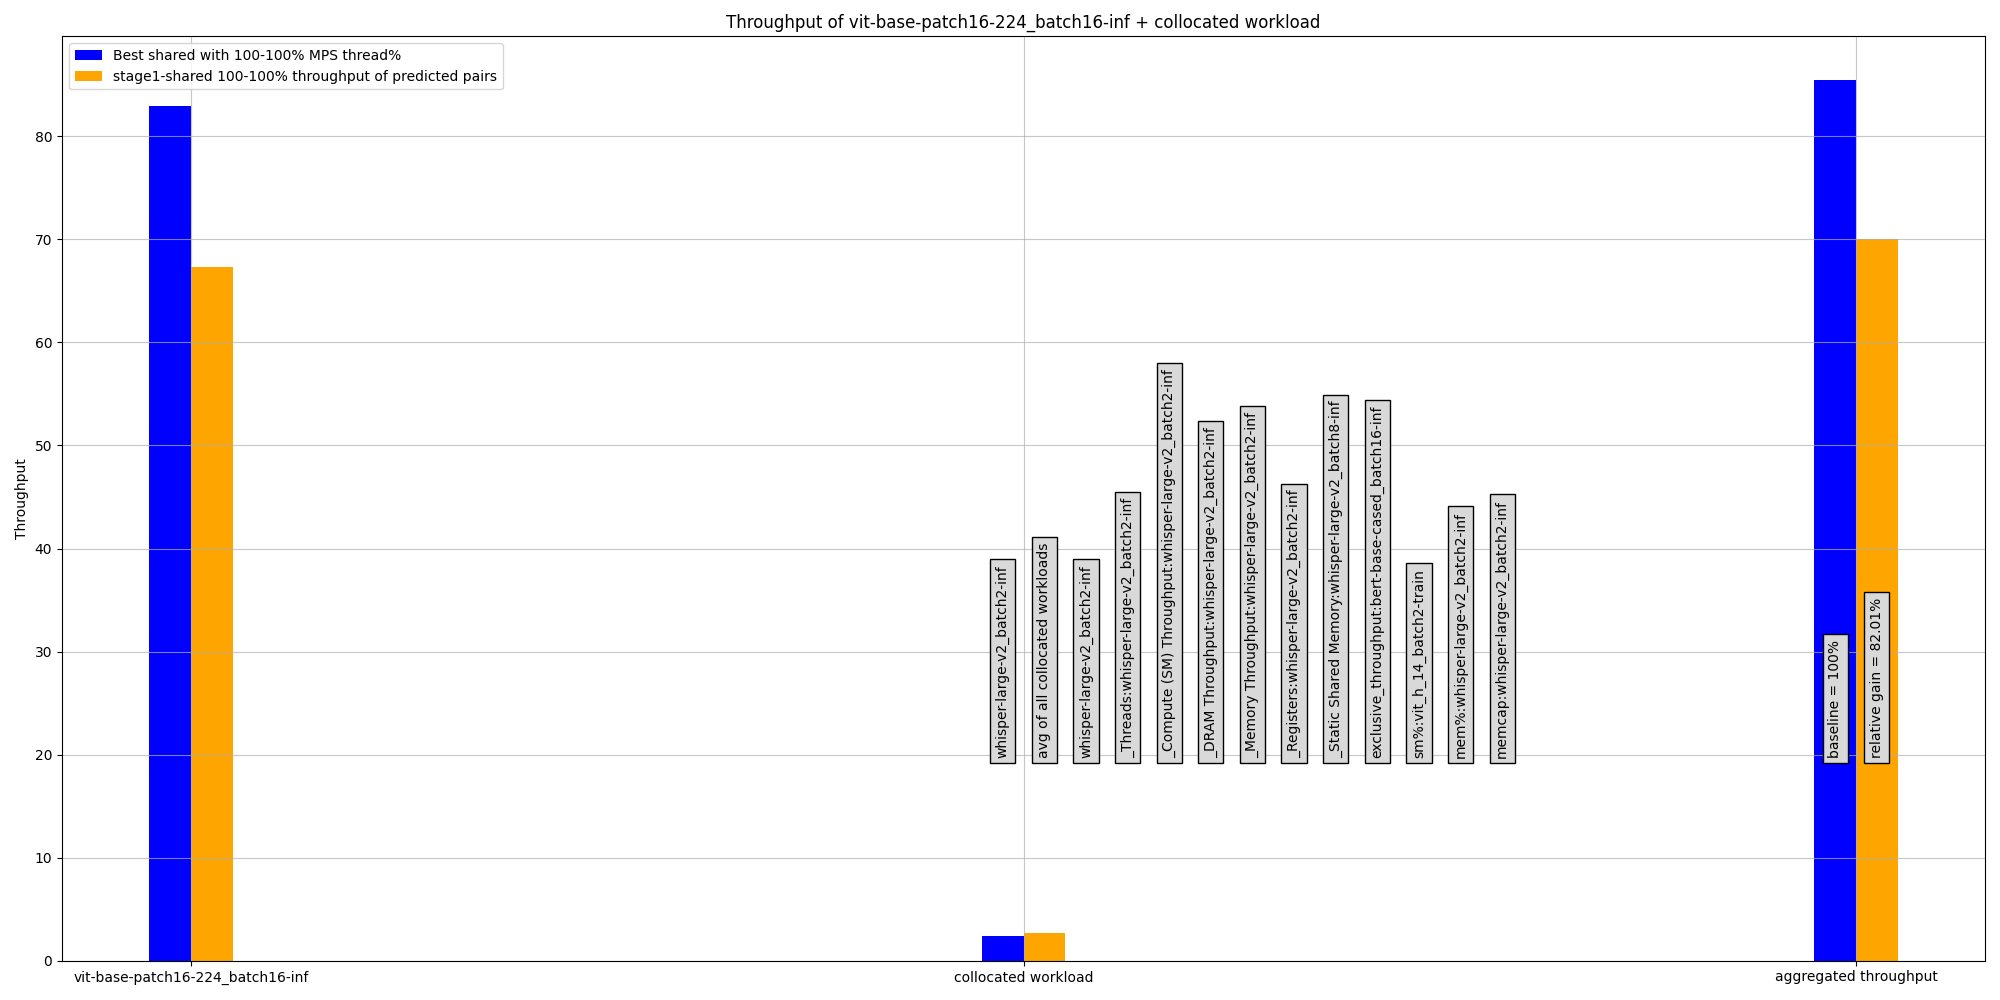 Throughput of vit-base-patch16-224_batch16-inf + collocated workload
Best shared with 100-100% MPS thread%
stage1-shared 100-100% throughput of predicted pairs
Throughput
80
70
60
50
40
30
20
10
0
whisper-large-v2_batch2-inf
avg of all collocated workloads
whisper-large-v2_batch2-inf
_Threads:whisper-large-v2_batch2-inf
_Compute (SM) Throughput:whisper-large-v2_batch2-inf
_DRAM Throughput:whisper-large-v2_batch2-inf
_Memory Throughput:whisper-large-v2_batch2-inf
_Registers:whisper-large-v2_batch2-inf
_Static Shared Memory:whisper-large-v2_batch8-inf
exclusive_throughput:bert-base-cased_batch16-inf
sm%:vit_h_14_batch2-train
mem%:whisper-large-v2_batch2-inf
memcap:whisper-large-v2_batch2-inf
baseline = 100%
relative gain = 82.01%
vit-base-patch16-224_batch16-inf
collocated workload
aggregated throughput